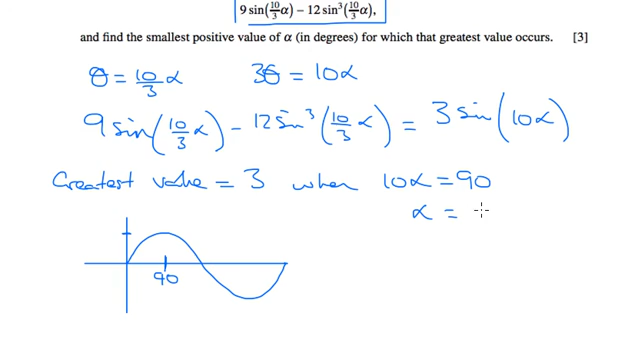 9 sin(10/3 α) − 12 sin³(10/3 α),
and find the smallest positive value of α (in degrees) for which that greatest value occurs. [3]
θ = 10/3 α 3θ = 10α
9 sin(10/3 α) − 12 sin³(10/3 α) = 3 sin(10α)
Greatest value = 3 when 10α = 90
α =
90